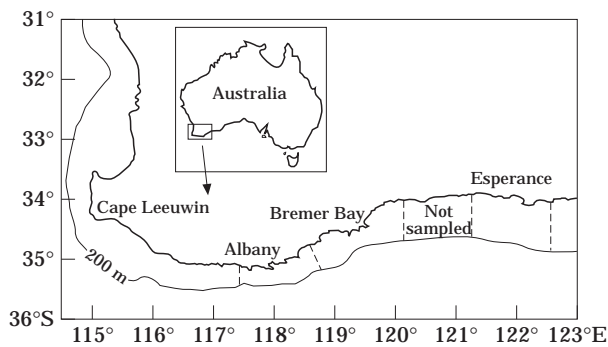 31°
32°
33°
34°
35°
36°S
Australia
Esperance
Cape Leeuwin
Bremer Bay
Not
sampled
Albany
200 m
115° 116° 117° 118° 119° 120° 121° 122° 123°E